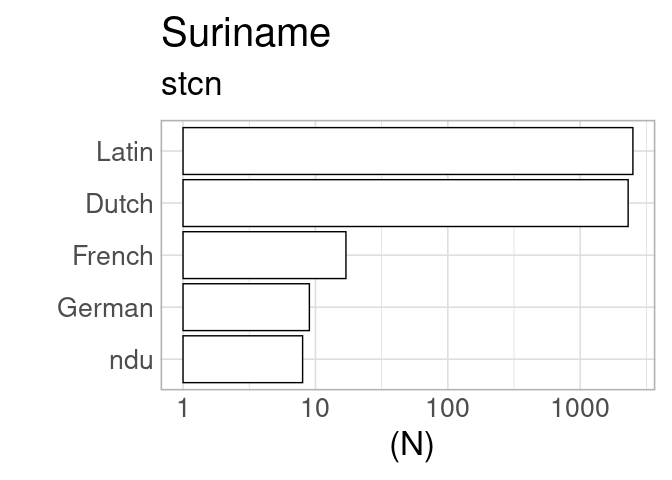 Suriname
stcn
Latin
Dutch
French
German
ndu
1 10 100 1000
(N)